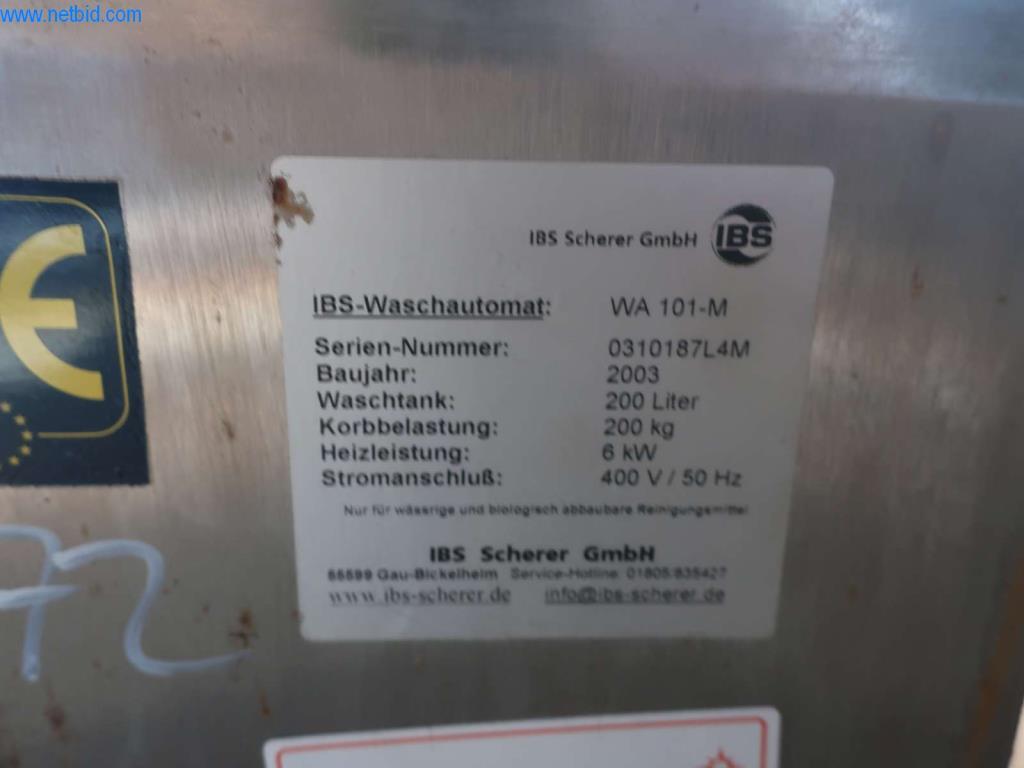 www.netbid.com
IBS Scherer GmbH IBS
IBS-Waschautomat: WA 101-M
Serien-Nummer: 0310187L4M
Baujahr: 2003
Waschtank: 200 Liter
Korbbelastung: 200 kg
Heizleistung: 6 kW
Stromanschluß: 400 V / 50 Hz
Nur für wässrige und biologisch abbaubare Reinigungsmittel
IBS Scherer GmbH
55599 Gau-Bickelheim Service-Hotline: 01805/835427
www.ibs-scherer.de info@ibs-scherer.de
CE
72